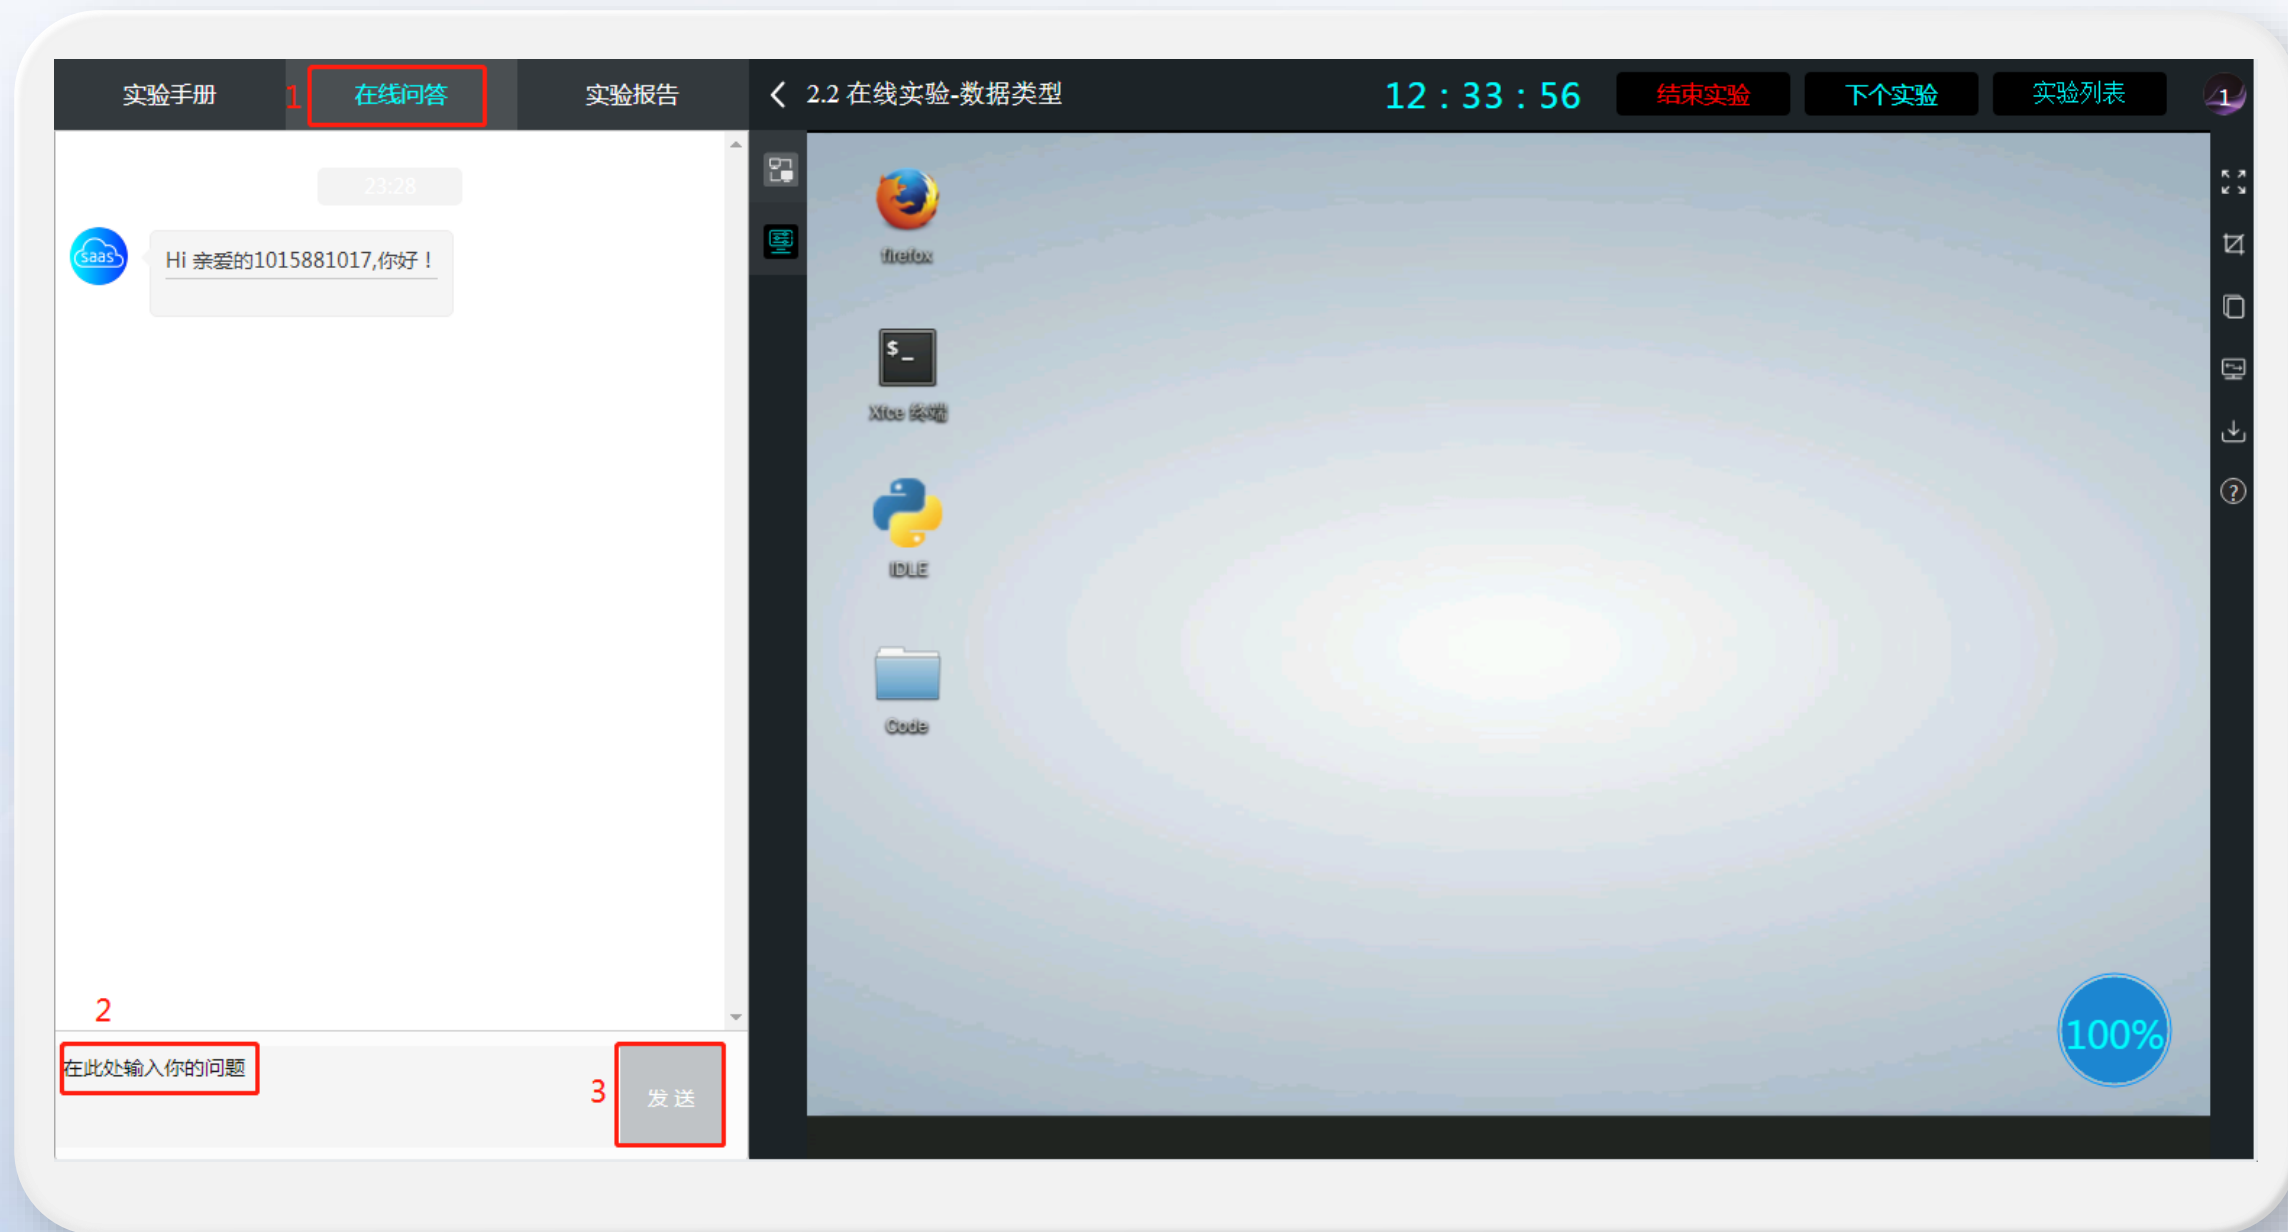 实验手册
1
在线问答
实验报告
2.2 在线实验-数据类型
12 : 33 : 56
结束实验
下个实验
实验列表
1
23:28
saas
Hi 亲爱的1015881017,你好！
firefox
$_
Xfce 终端
IDLE
Code
100%
2
在此处输入你的问题
3
发 送